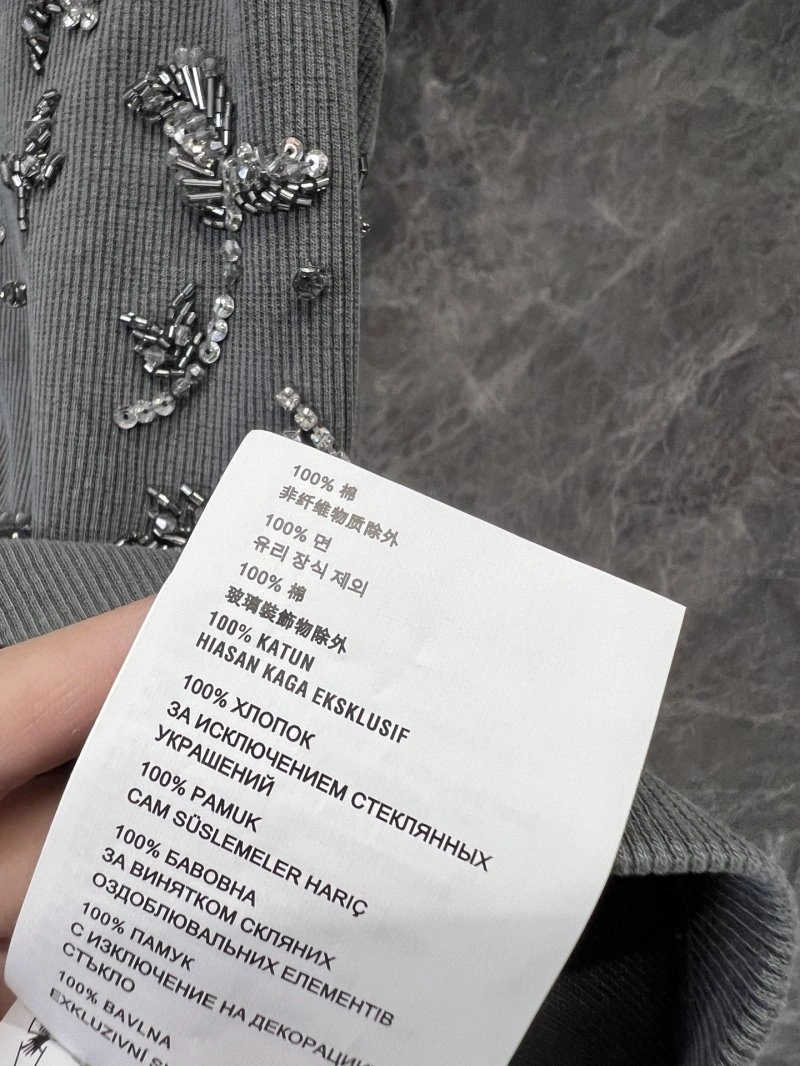 100% 棉
非纤维物质除外
100% 면
유리 장식 제외
100% 棉
玻璃裝飾物除外
100% KATUN
HIASAN KAGA EKSKLUSIF
100% ХЛОПОК
ЗА ИСКЛЮЧЕНИЕМ СТЕКЛЯННЫХ
УКРАШЕНИЙ
100% PAMUK
CAM SÜSLEMELER HARIÇ
100% БАВОВНА
ЗА ВИНЯТКОМ СКЛЯНИХ
ОЗДОБЛЮВАЛЬНИХ ЕЛЕМЕНТІВ
100% ПАМУК
С ИЗКЛЮЧЕНИЕ НА ДЕКОРАЦИИ
СТЪКЛО
100% BAVLNA
EXKLUZIVNÍ